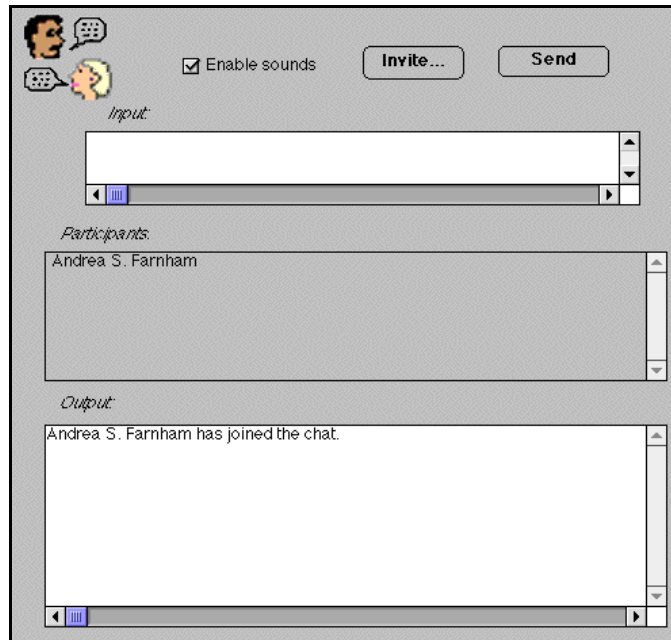 Enable sounds
Invite...
Send
Input:
Participants:
Andrea S. Farnham
Output:
Andrea S. Farnham has joined the chat.